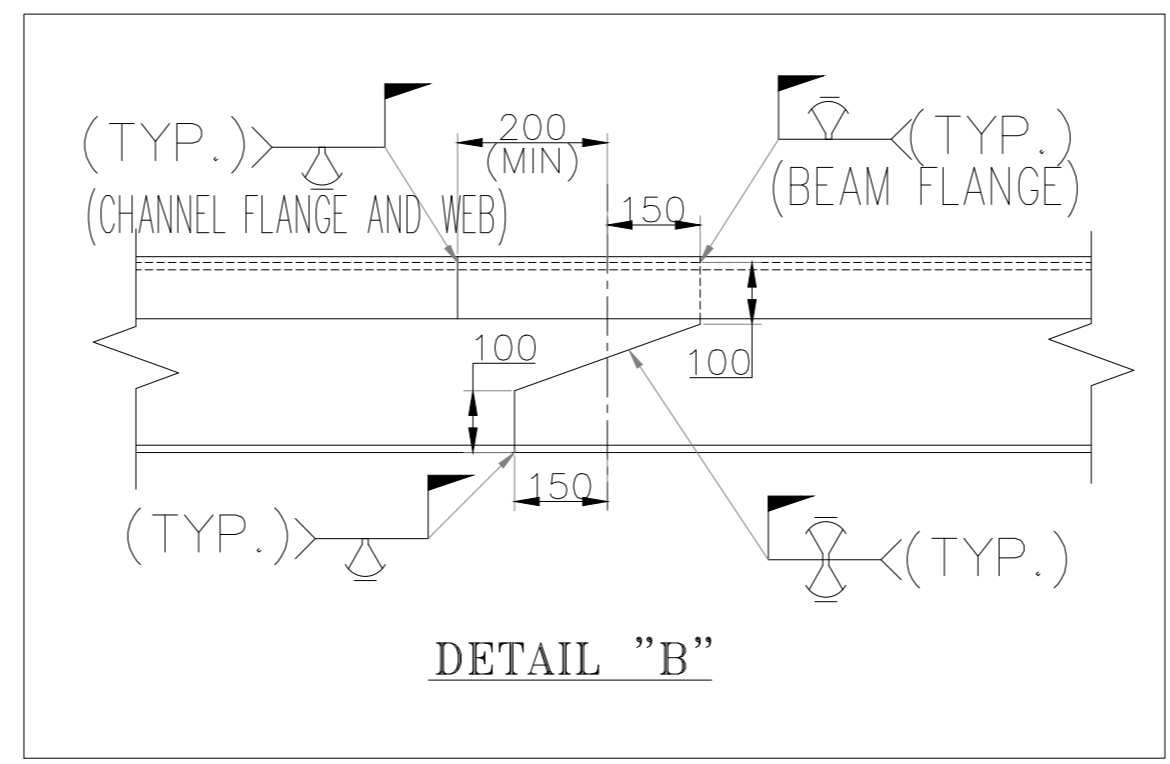 (TYP.)
(CHANNEL FLANGE AND WEB)
200
(MIN)
(TYP.)
(BEAM FLANGE)
150
100
100
150
(TYP.)
(TYP.)
DETAIL "B"